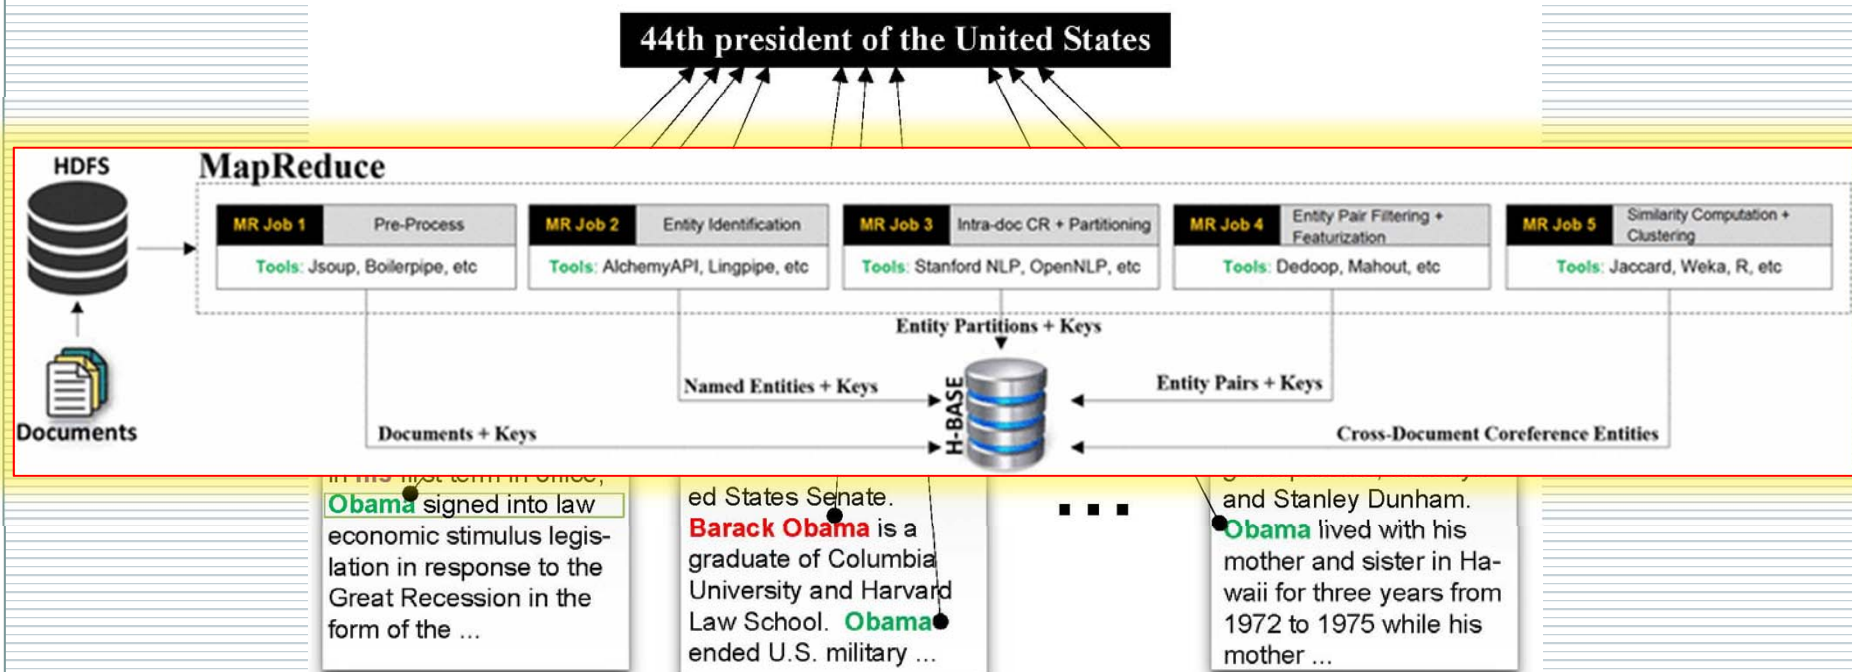 44th president of the United States
HDFS
MapReduce
MR Job 1
Pre-Process
Tools: Jsoup, Boilerpipe, etc
MR Job 2
Entity Identification
Tools: AlchemyAPI, Lingpipe, etc
MR Job 3
Intra-doc CR + Partitioning
Tools: Stanford NLP, OpenNLP, etc
MR Job 4
Entity Pair Filtering +
Featurization
Tools: Dedoop, Mahout, etc
MR Job 5
Similarity Computation +
Clustering
Tools: Jaccard, Weka, R, etc
Entity Partitions + Keys
Named Entities + Keys
Entity Pairs + Keys
Documents
Documents + Keys
H-BASE
Cross-Document Coreference Entities
in his first term in office,
Obama signed into law
economic stimulus legis-
lation in response to the
Great Recession in the
form of the ...
ed States Senate.
Barack Obama is a
graduate of Columbia
University and Harvard
Law School. Obama
ended U.S. military ...
...
and Stanley Dunham.
Obama lived with his
mother and sister in Ha-
waii for three years from
1972 to 1975 while his
mother ...